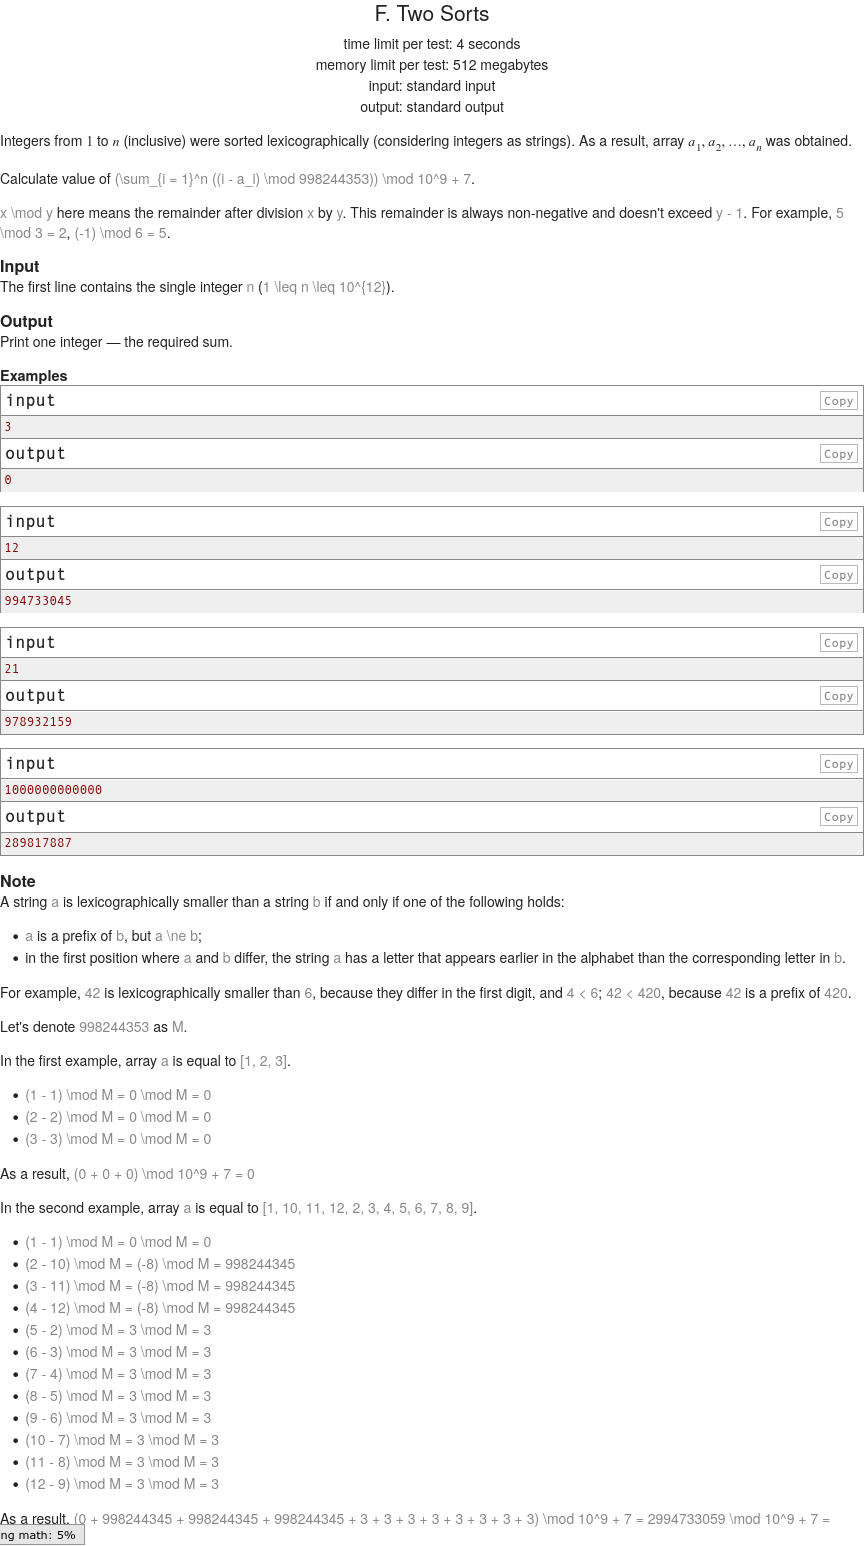 F. Two Sorts
time limit per test: 4 seconds
memory limit per test: 512 megabytes
input: standard input
output: standard output
Integers from 1 to n (inclusive) were sorted lexicographically (considering integers as strings). As a result, array a1, a2, …, an was obtained.
Calculate value of (\sum_{i = 1}^n ((i - a_i) \mod 998244353)) \mod 10^9 + 7.
x \mod y here means the remainder after division x by y. This remainder is always non-negative and doesn't exceed y - 1. For example, 5
\mod 3 = 2, (-1) \mod 6 = 5.
Input
The first line contains the single integer n (1 \leq n \leq 10^{12}).
Output
Print one integer — the required sum.
Examples
input Copy
3
output Copy
0
input Copy
12
output Copy
994733045
input Copy
21
output Copy
978932159
input Copy
1000000000000
output Copy
289817887
Note
A string a is lexicographically smaller than a string b if and only if one of the following holds:
• a is a prefix of b, but a \ne b;
• in the first position where a and b differ, the string a has a letter that appears earlier in the alphabet than the corresponding letter in b.
For example, 42 is lexicographically smaller than 6, because they differ in the first digit, and 4 < 6; 42 < 420, because 42 is a prefix of 420.
Let's denote 998244353 as M.
In the first example, array a is equal to [1, 2, 3].
• (1 - 1) \mod M = 0 \mod M = 0
• (2 - 2) \mod M = 0 \mod M = 0
• (3 - 3) \mod M = 0 \mod M = 0
As a result, (0 + 0 + 0) \mod 10^9 + 7 = 0
In the second example, array a is equal to [1, 10, 11, 12, 2, 3, 4, 5, 6, 7, 8, 9].
• (1 - 1) \mod M = 0 \mod M = 0
• (2 - 10) \mod M = (-8) \mod M = 998244345
• (3 - 11) \mod M = (-8) \mod M = 998244345
• (4 - 12) \mod M = (-8) \mod M = 998244345
• (5 - 2) \mod M = 3 \mod M = 3
• (6 - 3) \mod M = 3 \mod M = 3
• (7 - 4) \mod M = 3 \mod M = 3
• (8 - 5) \mod M = 3 \mod M = 3
• (9 - 6) \mod M = 3 \mod M = 3
• (10 - 7) \mod M = 3 \mod M = 3
• (11 - 8) \mod M = 3 \mod M = 3
• (12 - 9) \mod M = 3 \mod M = 3
As a result, (0 + 998244345 + 998244345 + 998244345 + 3 + 3 + 3 + 3 + 3 + 3 + 3 + 3) \mod 10^9 + 7 = 2994733059 \mod 10^9 + 7 =
ng math: 5%